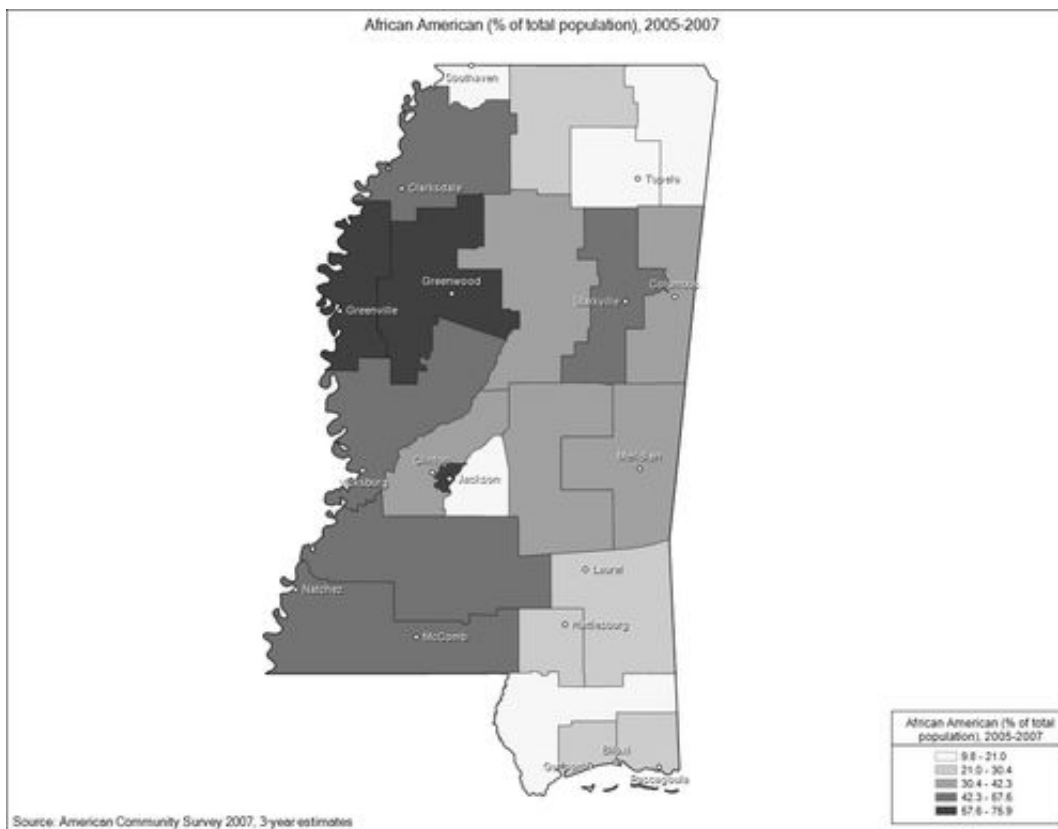 African American (% of total population), 2005-2007
Southaven
Tupelo
Clarksdale
Greenwood
Greenville
Starkville
Columbus
Clinton
Jackson
Meridian
Vicksburg
Laurel
Natchez
Hattiesburg
McComb
Biloxi
Gulfport
Pascagoula
African American (% of total
population), 2005-2007
9.8 - 21.0
21.0 - 30.4
30.4 - 42.3
42.3 - 57.6
57.6 - 75.9
Source: American Community Survey 2007, 3-year estimates